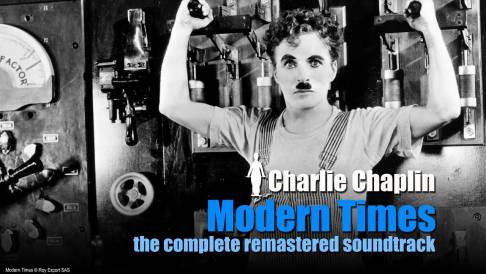 FACTOR
Charlie Chaplin
Modern Times
the complete remastered soundtrack
Modern Times © Roy Export SAS